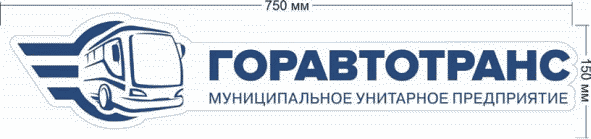 750 мм
ГОРАВТОТРАНС
МУНИЦИПАЛЬНОЕ УНИТАРНОЕ ПРЕДПРИЯТИЕ
150 мм